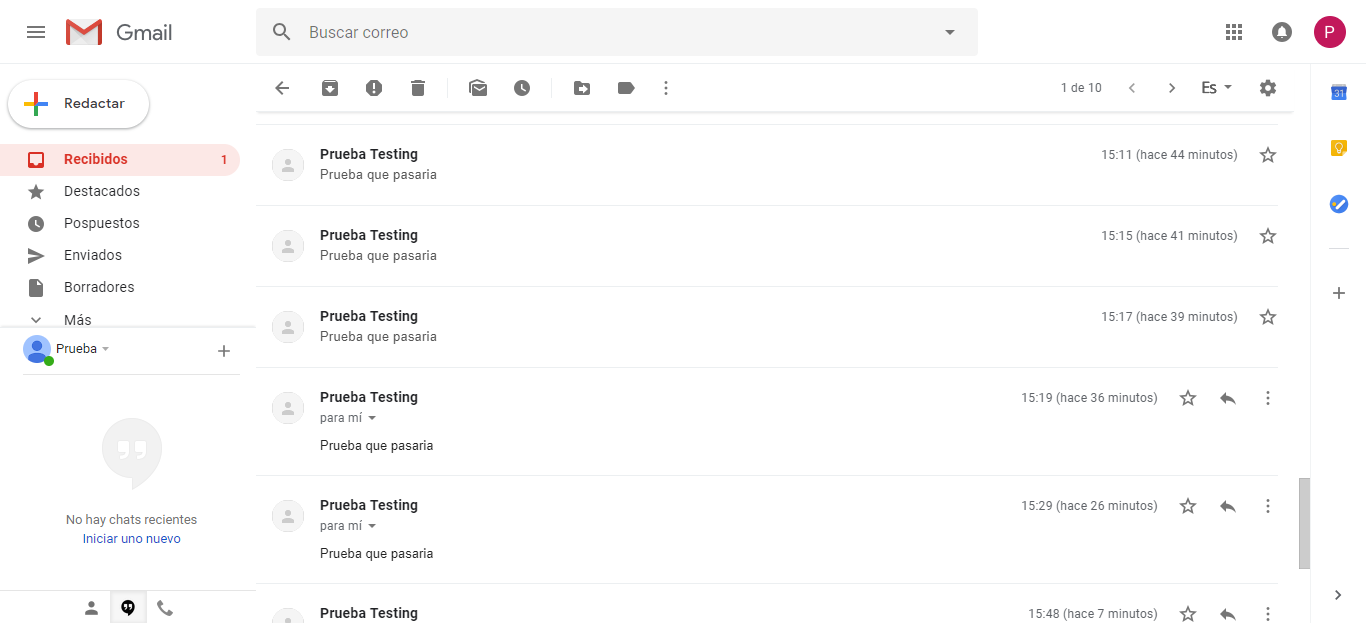 Gmail
Buscar correo
P
Redactar
1 de 10
Es
31
Recibidos 1
Destacados
Pospuestos
Enviados
Borradores
Más
Prueba
No hay chats recientes
Iniciar uno nuevo
Prueba Testing 15:11 (hace 44 minutos)
Prueba que pasaria
Prueba Testing 15:15 (hace 41 minutos)
Prueba que pasaria
Prueba Testing 15:17 (hace 39 minutos)
Prueba que pasaria
Prueba Testing 15:19 (hace 36 minutos)
para mí
Prueba que pasaria
Prueba Testing 15:29 (hace 26 minutos)
para mí
Prueba que pasaria
Prueba Testing 15:48 (hace 7 minutos)